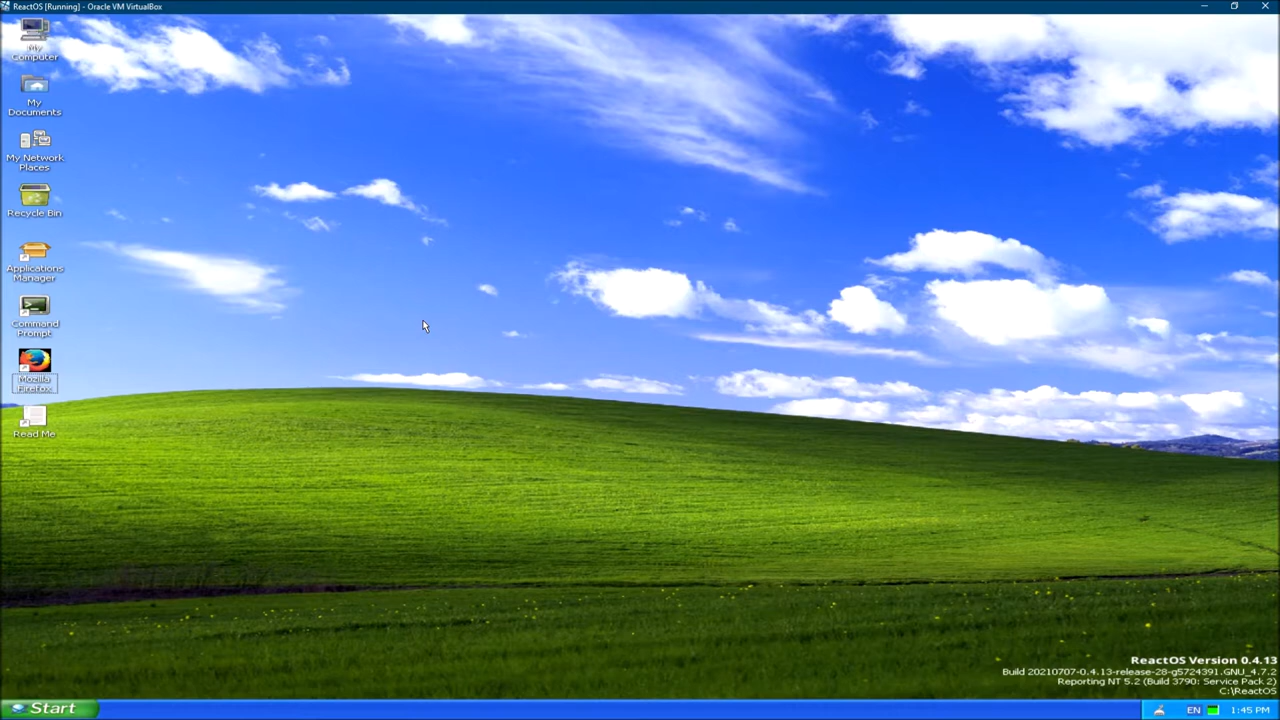 ReactOS [Running] - Oracle VM VirtualBox
My
Computer
My
Documents
My Network
Places
Recycle Bin
Applications
Manager
Command
Prompt
Mozilla
Firefox
Read Me
ReactOS Version 0.4.13
Build 20210707-0.4.13-release-28-g5724391.GNU_4.7.2
Reporting NT 5.2 (Build 3790: Service Pack 2)
C:\ReactOS
Start
EN
1:45 PM